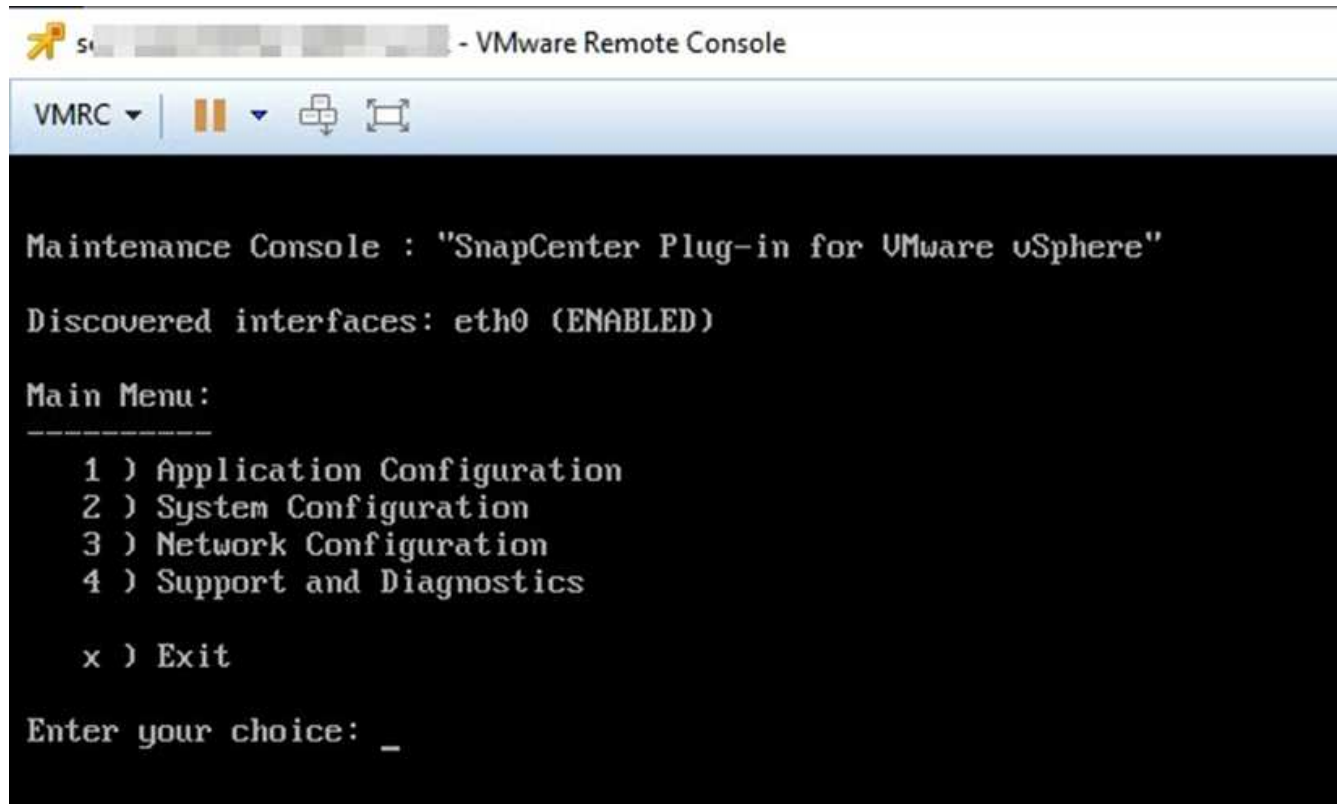 - VMware Remote Console
VMRC
Maintenance Console : "SnapCenter Plug-in for VMware vSphere"
Discovered interfaces: eth0 (ENABLED)
Main Menu:
----------
1 ) Application Configuration
2 ) System Configuration
3 ) Network Configuration
4 ) Support and Diagnostics
x ) Exit
Enter your choice: _